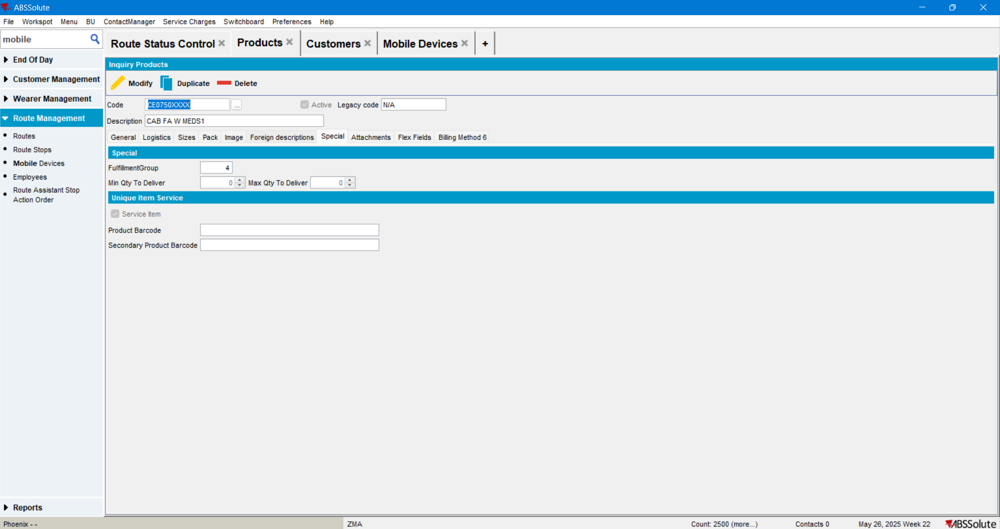 ABSSolute
File Workspot Menu BU ContactManager Service Charges Switchboard Preferences Help
mobile
Route Status Control Products Customers Mobile Devices +
End Of Day
Customer Management
Wearer Management
Route Management
Routes
Route Stops
Mobile Devices
Employees
Route Assistant Stop
Action Order
Reports
Inquiry Products
Modify Duplicate Delete
Code CE0750XXXX ... Active Legacy code N/A
Description CAB FA W MEDS1
General Logistics Sizes Pack Image Foreign descriptions Special Attachments Flex Fields Billing Method 6
Special
FulfillmentGroup 4
Min Qty To Deliver 0 Max Qty To Deliver 0
Unique Item Service
Service Item
Product Barcode
Secondary Product Barcode
Phoenix - - ZMA Count: 2500 (more...) Contacts 0 May 26, 2025 Week 22 ABSSolute